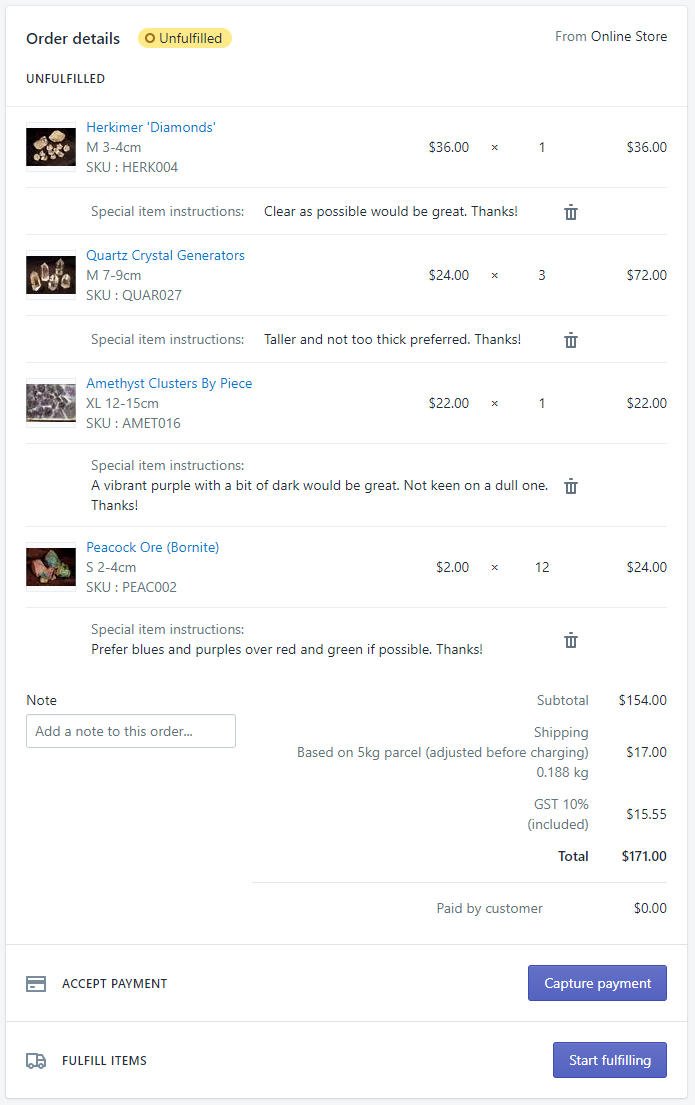 Order details
Unfulfilled
From Online Store
UNFULFILLED
Herkimer 'Diamonds'
M 3-4cm
$36.00 × 1 $36.00
SKU : HERK004
Special item instructions: Clear as possible would be great. Thanks!
Quartz Crystal Generators
M 7-9cm
$24.00 × 3 $72.00
SKU : QUAR027
Special item instructions: Taller and not too thick preferred. Thanks!
Amethyst Clusters By Piece
XL 12-15cm
$22.00 × 1 $22.00
SKU : AMET016
Special item instructions:
A vibrant purple with a bit of dark would be great. Not keen on a dull one.
Thanks!
Peacock Ore (Bornite)
S 2-4cm
$2.00 × 12 $24.00
SKU : PEAC002
Special item instructions:
Prefer blues and purples over red and green if possible. Thanks!
Note
Add a note to this order...
Subtotal $154.00
Shipping
Based on 5kg parcel (adjusted before charging) $17.00
0.188 kg
GST 10%
(included)
$15.55
Total $171.00
Paid by customer $0.00
ACCEPT PAYMENT
Capture payment
FULFILL ITEMS
Start fulfilling